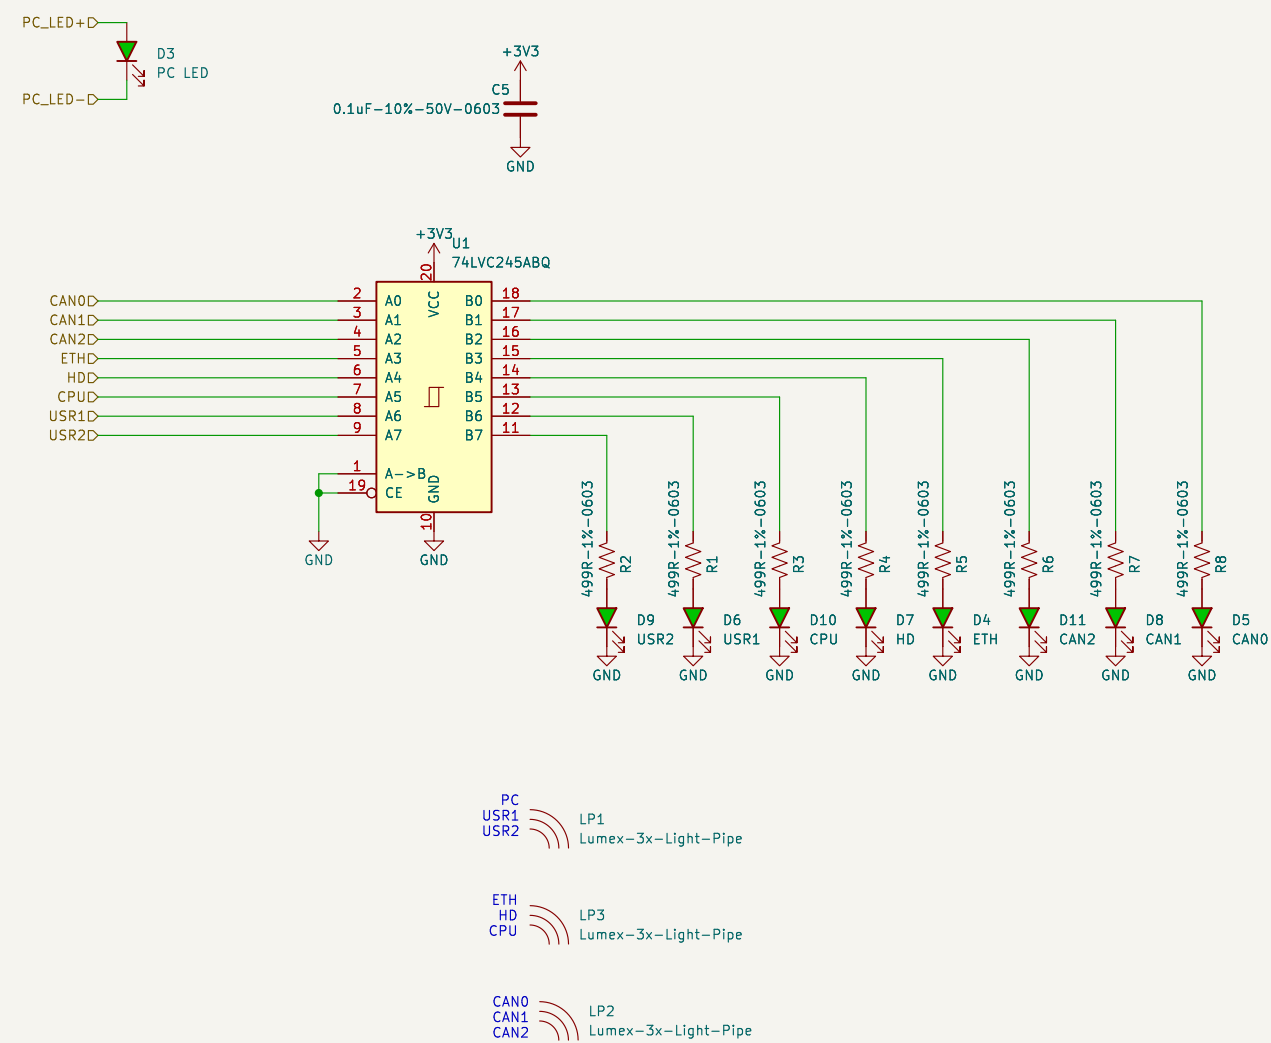 PC_LED+
D3
PC LED
PC_LED-
+3V3
C5
0.1uF-10%-50V-0603
GND
+3V3
U1
74LVC245ABQ
20
VCC
CAN0 2 A0 B0 18
CAN1 3 A1 B1 17
CAN2 4 A2 B2 16
ETH 5 A3 B3 15
HD 6 A4 B4 14
CPU 7 A5 B5 13
USR1 8 A6 B6 12
USR2 9 A7 B7 11
1 A->B
19 CE
GND
10
GND
GND
499R-1%-0603 R2
499R-1%-0603 R1
499R-1%-0603 R3
499R-1%-0603 R4
499R-1%-0603 R5
499R-1%-0603 R6
499R-1%-0603 R7
499R-1%-0603 R8
D9 D6 D10 D7 D4 D11 D8 D5
USR2 USR1 CPU HD ETH CAN2 CAN1 CAN0
GND GND GND GND GND GND GND GND
PC
USR1
USR2
LP1
Lumex-3x-Light-Pipe
ETH
HD
CPU
LP3
Lumex-3x-Light-Pipe
CAN0
CAN1
CAN2
LP2
Lumex-3x-Light-Pipe